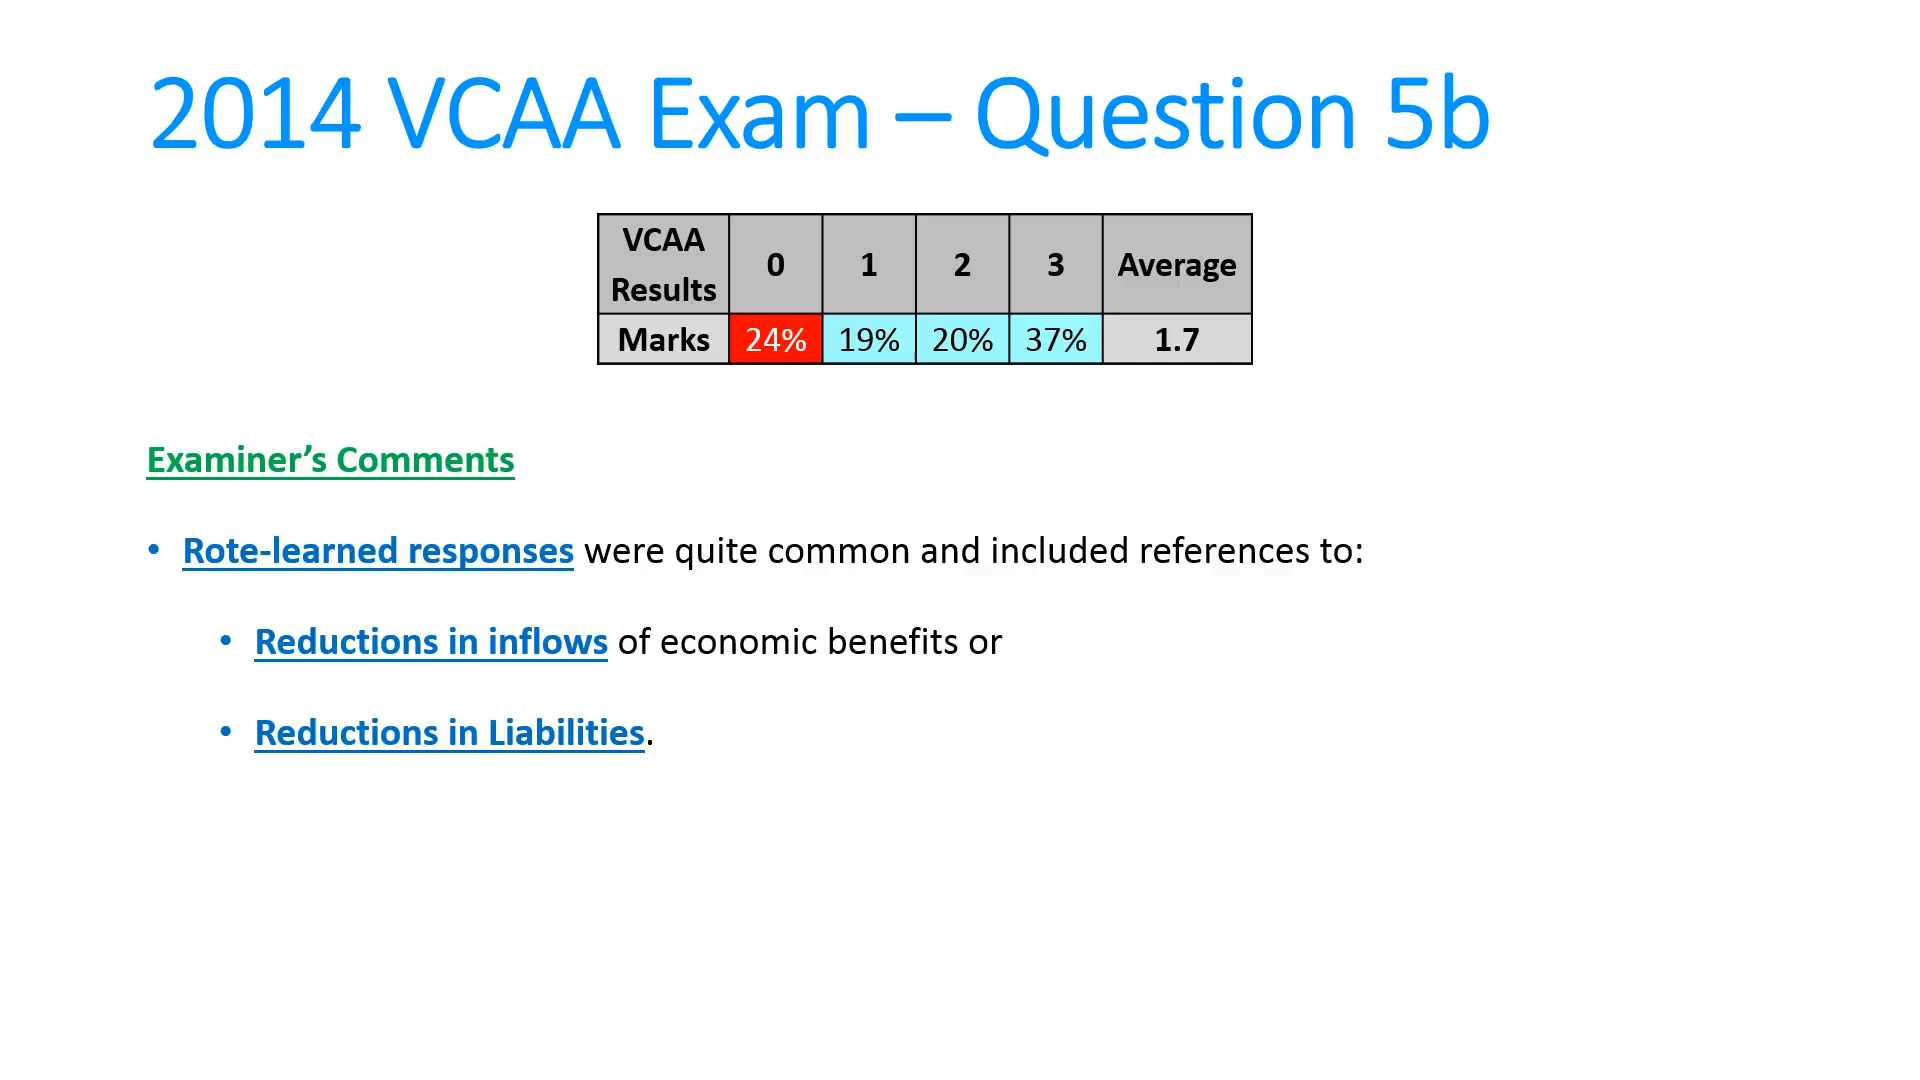 2014 VCAA Exam – Question 5b
VCAA Results 0 1 2 3 Average
Marks 24% 19% 20% 37% 1.7
Examiner’s Comments
• Rote-learned responses were quite common and included references to:
• Reductions in inflows of economic benefits or
• Reductions in Liabilities.